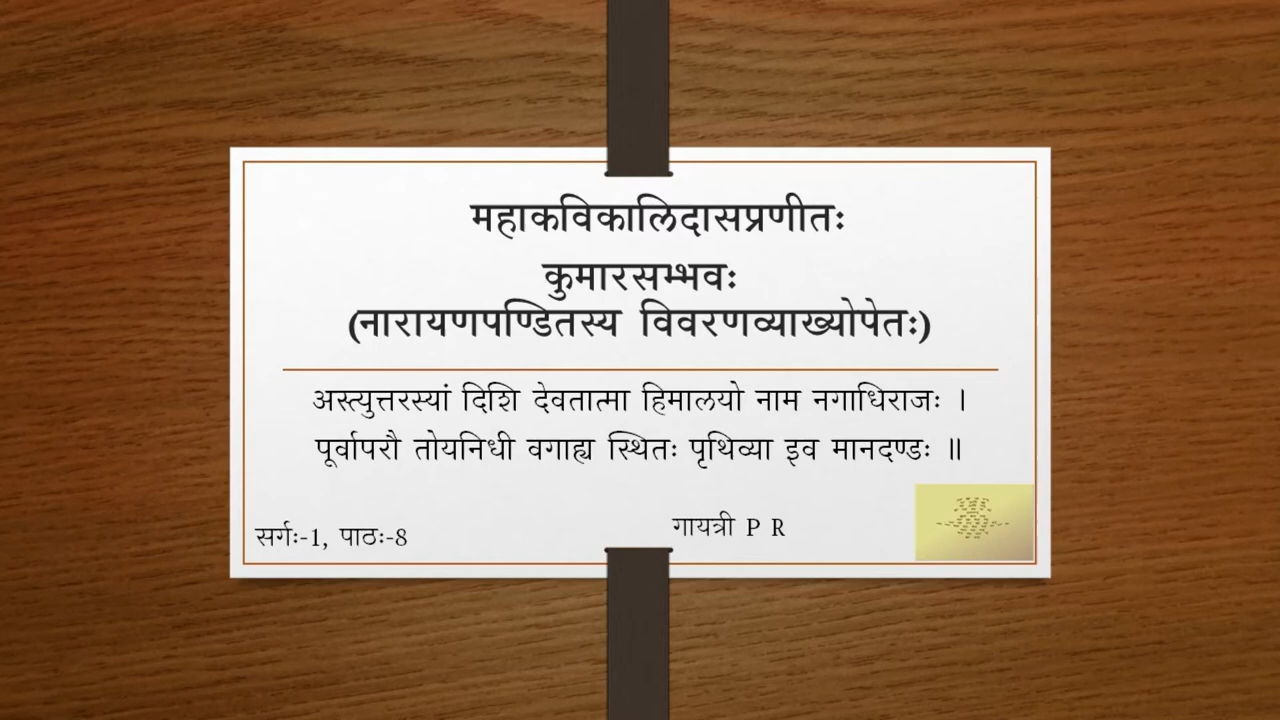 महाकविकालिदासप्रणीतः
कुमारसम्भवः
(नारायणपण्डितस्य विवरणव्याख्योपेतः)
अस्त्युत्तरस्यां दिशि देवतात्मा हिमालयो नाम नगाधिराजः ।
पूर्वापरौ तोयनिधी वगाह्य स्थितः पृथिव्या इव मानदण्डः ॥
सर्गः-1, पाठः-8
गायत्री P R